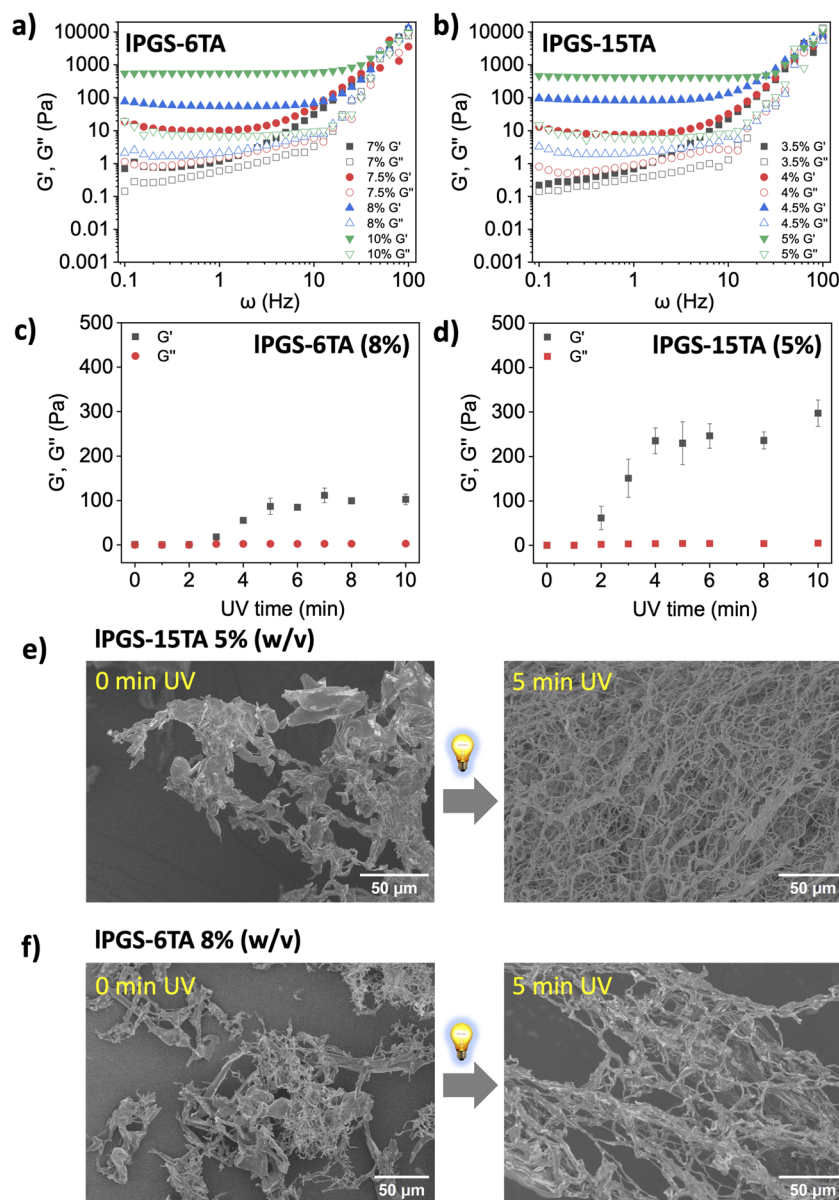 a)
lPGS-6TA
G', G'' (Pa)
10000
1000
100
10
1
0.1
0.01
0.001
7% G'
7% G''
7.5% G'
7.5% G''
8% G'
8% G''
10% G'
10% G''
0.1 1 10 100
ω (Hz)
b)
lPGS-15TA
G', G'' (Pa)
10000
1000
100
10
1
0.1
0.01
0.001
3.5% G'
3.5% G''
4% G'
4% G''
4.5% G'
4.5% G''
5% G'
5% G''
0.1 1 10 100
ω (Hz)
c)
lPGS-6TA (8%)
G'
G''
G', G'' (Pa)
500
400
300
200
100
0
0 2 4 6 8 10
UV time (min)
d)
lPGS-15TA (5%)
G'
G''
G', G'' (Pa)
500
400
300
200
100
0
0 2 4 6 8 10
UV time (min)
e)
lPGS-15TA 5% (w/v)
0 min UV
50 μm
5 min UV
50 μm
f)
lPGS-6TA 8% (w/v)
0 min UV
50 μm
5 min UV
50 μm